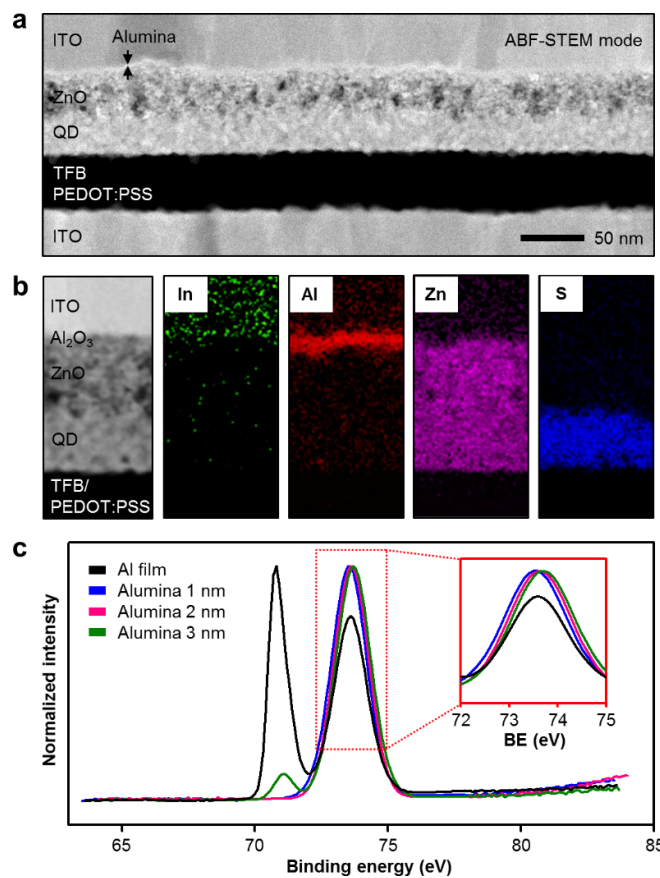 a
ITO
Alumina
ABF-STEM mode
ZnO
QD
TFB
PEDOT:PSS
ITO
50 nm
b
ITO
Al2O3
ZnO
QD
TFB/
PEDOT:PSS
In
Al
Zn
S
c
Normalized intensity
Al film
Alumina 1 nm
Alumina 2 nm
Alumina 3 nm
72 73 74 75
BE (eV)
65 70 75 80 85
Binding energy (eV)